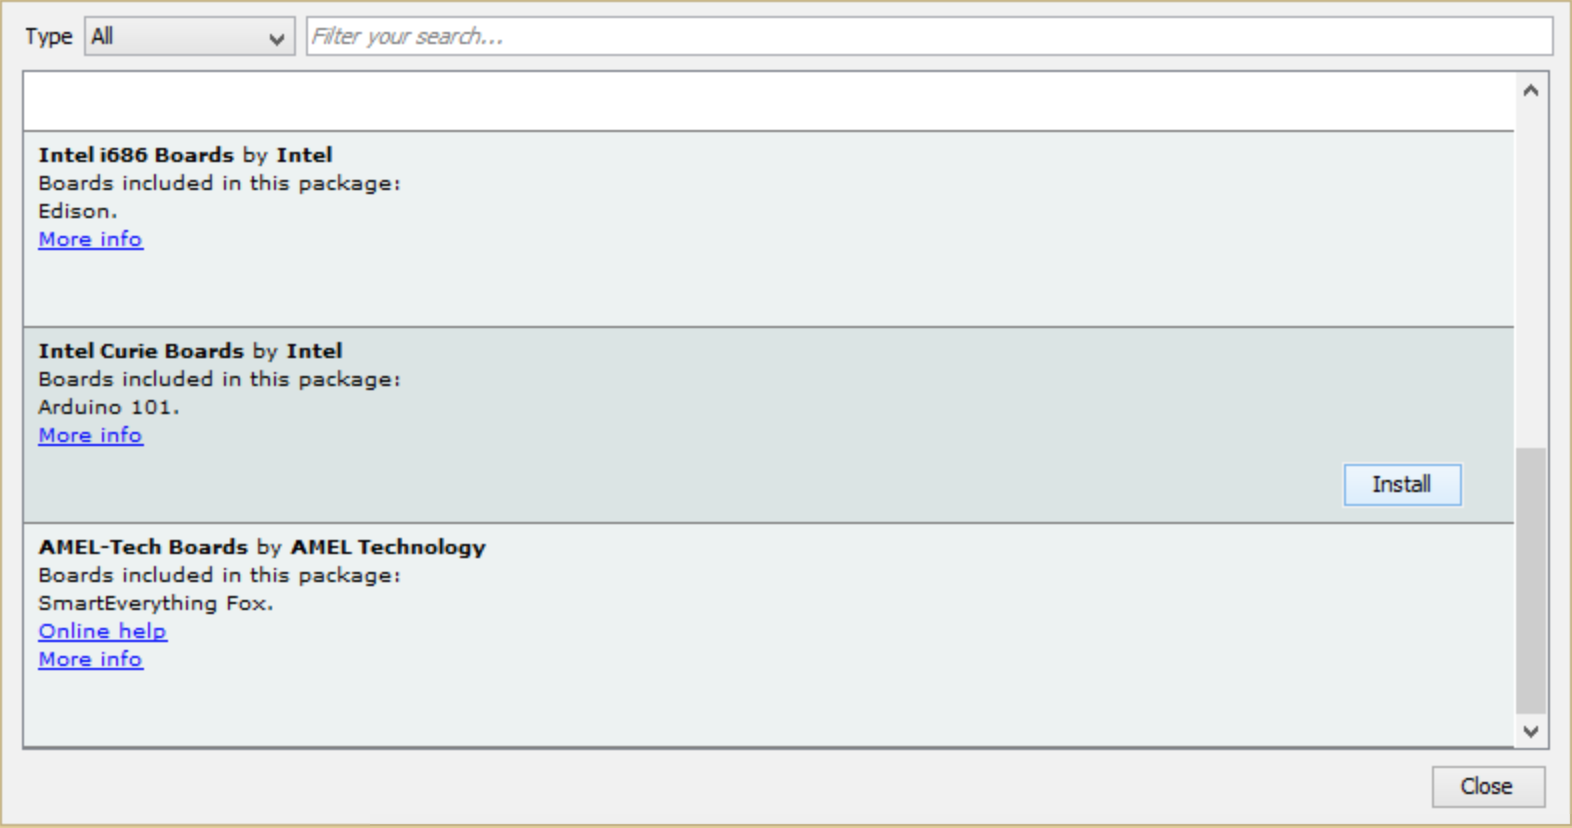 Type All Filter your search...
Intel i686 Boards by Intel
Boards included in this package:
Edison.
More info
Intel Curie Boards by Intel
Boards included in this package:
Arduino 101.
More info
Install
AMEL-Tech Boards by AMEL Technology
Boards included in this package:
SmartEverything Fox.
Online help
More info
Close